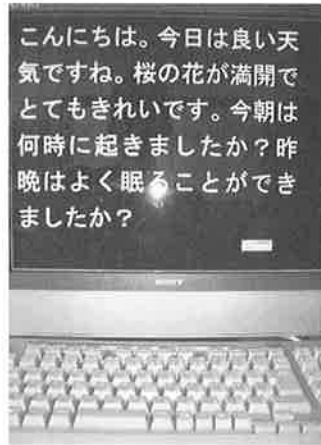 こんにちは。今日は良い天
気ですね。桜の花が満開で
とてもきれいです。今朝は
何時に起きましたか？昨
晩はよく眠ることができ
ましたか？
SONY